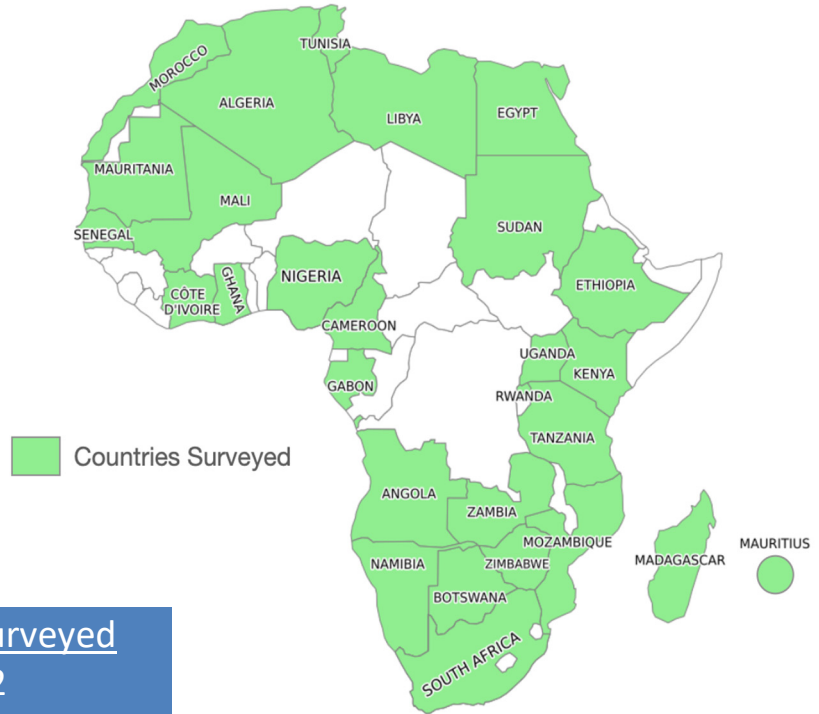 TUNISIA
MOROCCO
ALGERIA
LIBYA
EGYPT
MAURITANIA
MALI
SENEGAL
SUDAN
NIGERIA
GHANA
CÔTE
D'IVOIRE
ETHIOPIA
CAMEROON
UGANDA
KENYA
GABON
RWANDA
TANZANIA
Countries Surveyed
ANGOLA
ZAMBIA
MOZAMBIQUE
MAURITIUS
MADAGASCAR
NAMIBIA
ZIMBABWE
BOTSWANA
SOUTH AFRICA